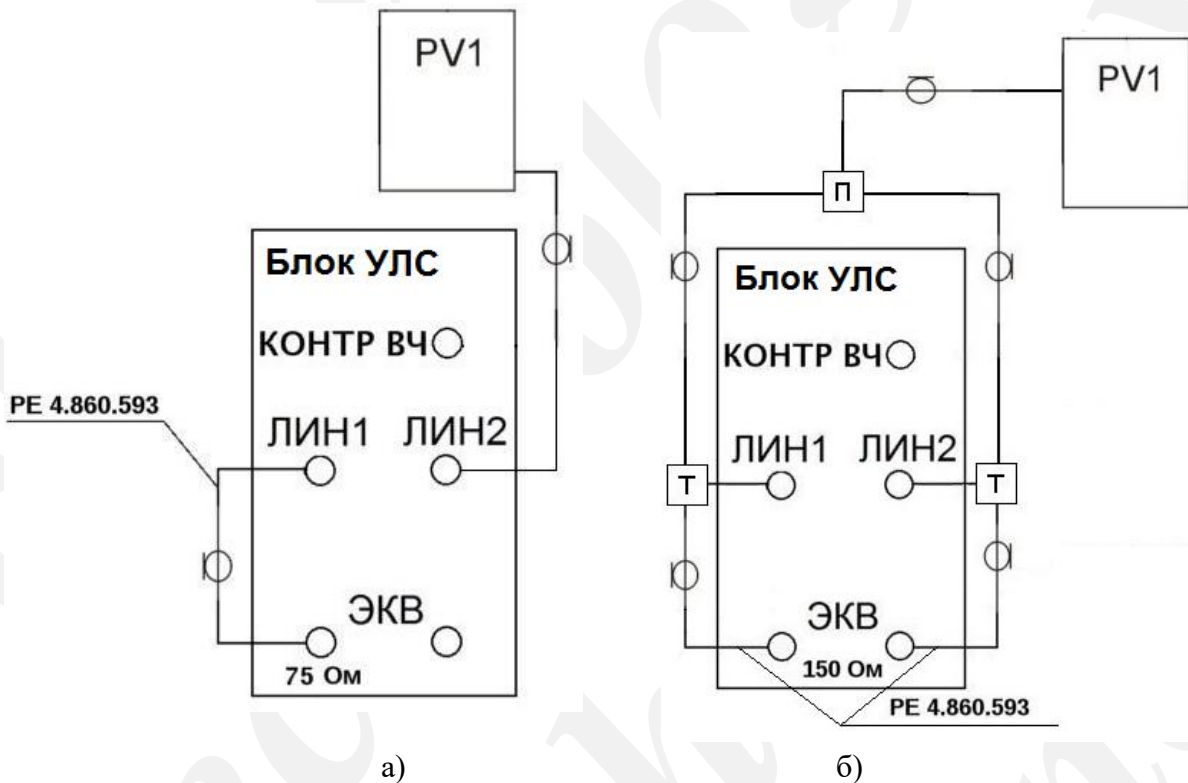 PV1
Блок УЛС
КОНТР ВЧ
PE 4.860.593
ЛИН1 ЛИН2
ЭКВ
75 Ом
а)
PV1
П
Блок УЛС
КОНТР ВЧ
ЛИН1 ЛИН2
Т Т
ЭКВ
150 Ом
PE 4.860.593
б)